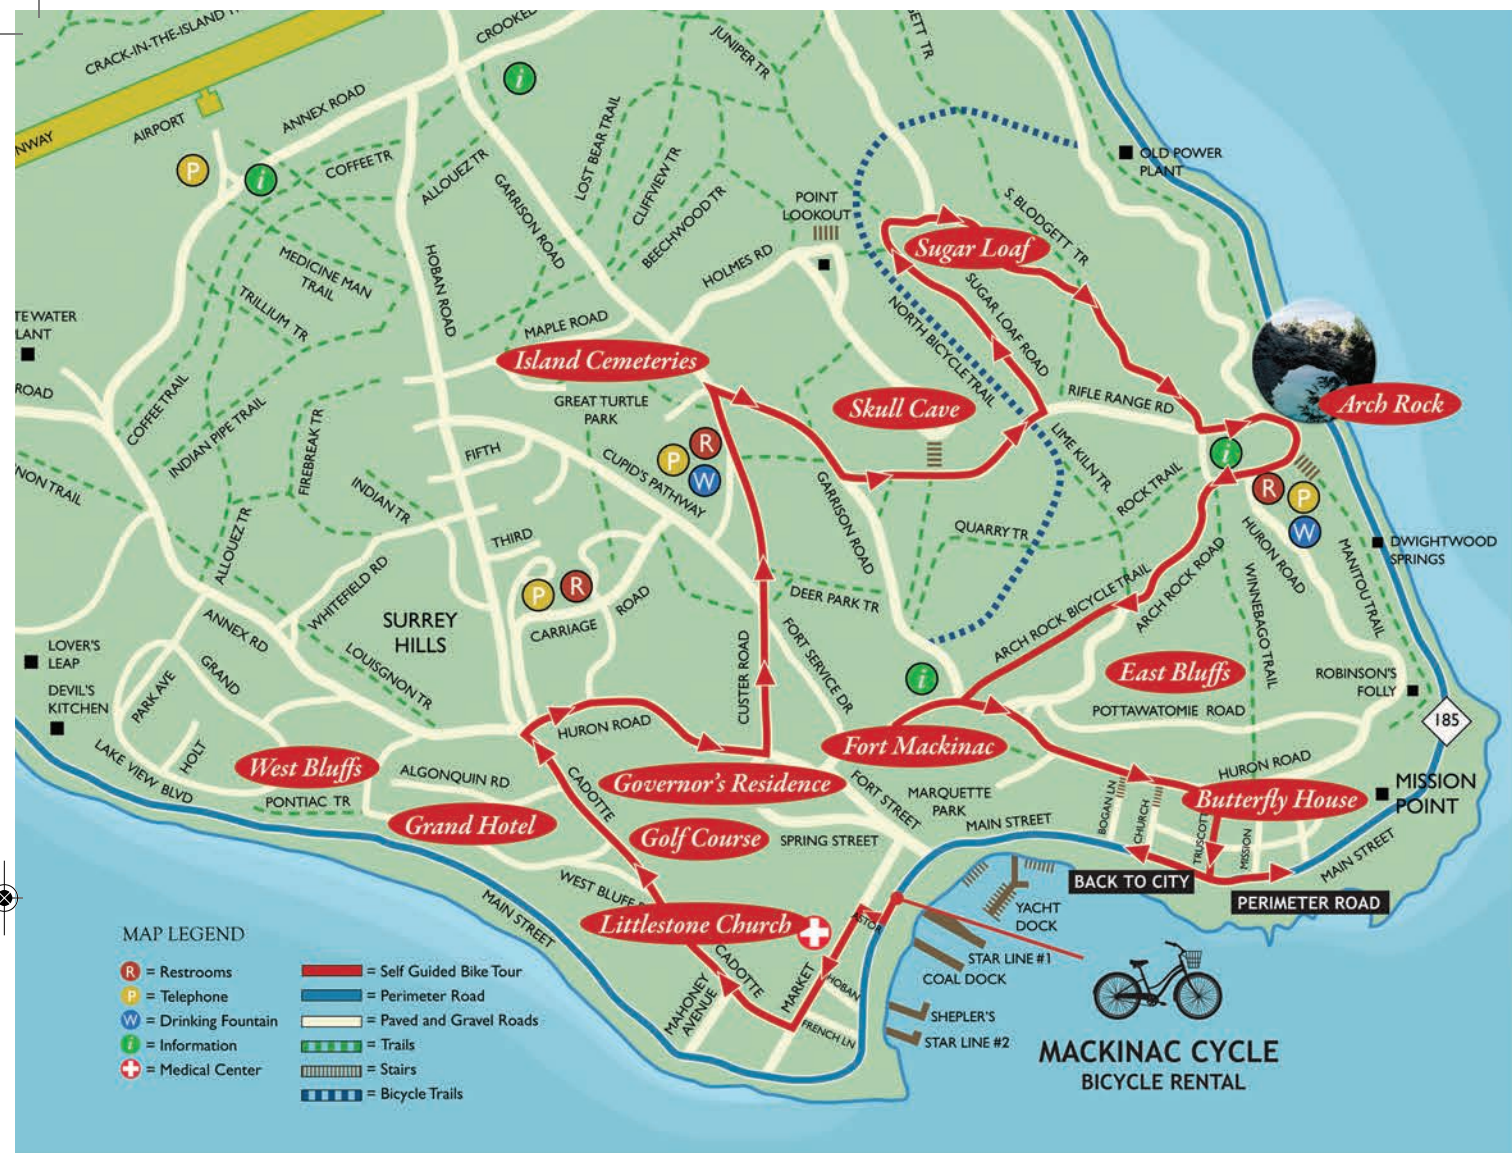 CRACK-IN-THE-ISLAND TR
CROOKED
JUNIPER TR
GETT TR
AIRPORT
ANNEX ROAD
NWAY
P
i
i
COFFEE TR
ALLOUEZ TR
GARRISON ROAD
LOST BEAR TRAIL
CLIFFVIEW TR
BEECHWOOD TR
POINT
LOOKOUT
OLD POWER
PLANT
S. BLODGETT TR
Sugar Loaf
MEDICINE MAN
TRAIL
TRILLIUM TR
HOBAN ROAD
HOLMES RD
NORTH BICYCLE TRAIL
SUGAR LOAF ROAD
TE WATER
LANT
MAPLE ROAD
Island Cemeteries
ROAD
COFFEE TRAIL
INDIAN PIPE TRAIL
FIREBREAK TR
GREAT TURTLE
PARK
Skull Cave
RIFLE RANGE RD
Arch Rock
NON TRAIL
FIFTH
CUPID'S PATHWAY
R
P
W
LIME KILN TR
ROCK TRAIL
i
R
P
W
ALLOUEZ TR
INDIAN TR
THIRD
GARRISON ROAD
QUARRY TR
HURON ROAD
MANITOU TRAIL
DWIGHTWOOD
SPRINGS
WHITEFIELD RD
P
R
CARRIAGE
ROAD
DEER PARK TR
ARCH ROCK BICYCLE TRAIL
ARCH ROCK ROAD
WINNEBAGO TRAIL
SURREY
HILLS
ANNEX RD
LOVER'S
LEAP
DEVIL'S
KITCHEN
PARK AVE
GRAND
LOUISGNON TR
CUSTER ROAD
FORT SERVICE DR
i
East Bluffs
ROBINSON'S
FOLLY
POTTAWATOMIE ROAD
185
HURON ROAD
LAKE VIEW BLVD
HOLT
West Bluffs
ALGONQUIN RD
PONTIAC TR
CADOTTE
Fort Mackinac
Governor's Residence
FORT STREET
MARQUETTE
PARK
HURON ROAD
BOGAN LN
CHURCH
TRUSCOTT
MISSION
Butterfly House
MISSION
POINT
Grand Hotel
Golf Course
SPRING STREET
MAIN STREET
MAIN STREET
WEST BLUFF
MAIN STREET
BACK TO CITY
PERIMETER ROAD
Littlestone Church
ASTOR
YACHT
DOCK
STAR LINE #1
COAL DOCK
CADOTTE
MAHONEY
AVENUE
MARKET
HOBAN
FRENCH LN
SHEPLER'S
STAR LINE #2
MAP LEGEND
R = Restrooms
P = Telephone
W = Drinking Fountain
i = Information
= Medical Center
= Self Guided Bike Tour
= Perimeter Road
= Paved and Gravel Roads
= Trails
= Stairs
= Bicycle Trails
MACKINAC CYCLE
BICYCLE RENTAL